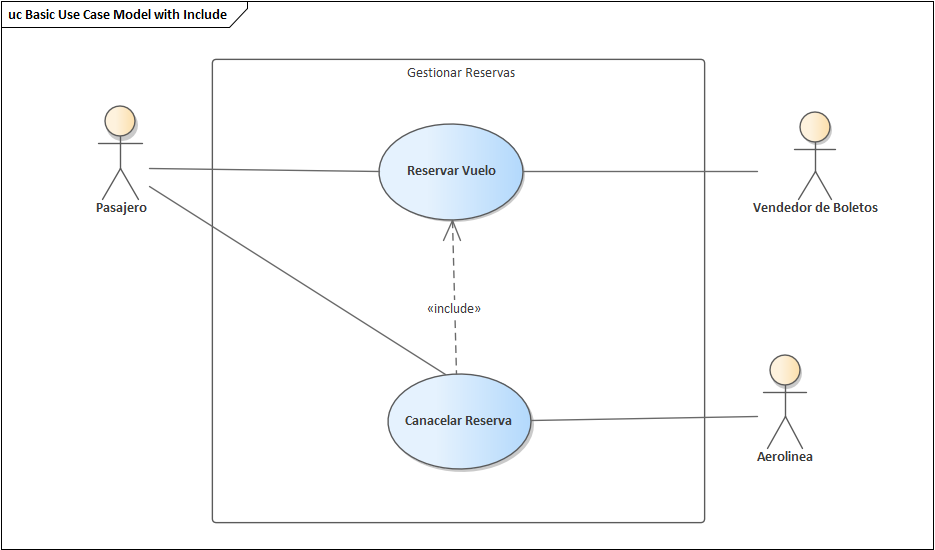 uc Basic Use Case Model with Include
Gestionar Reservas
Reservar Vuelo
Pasajero
Vendedor de Boletos
«include»
Canacelar Reserva
Aerolinea